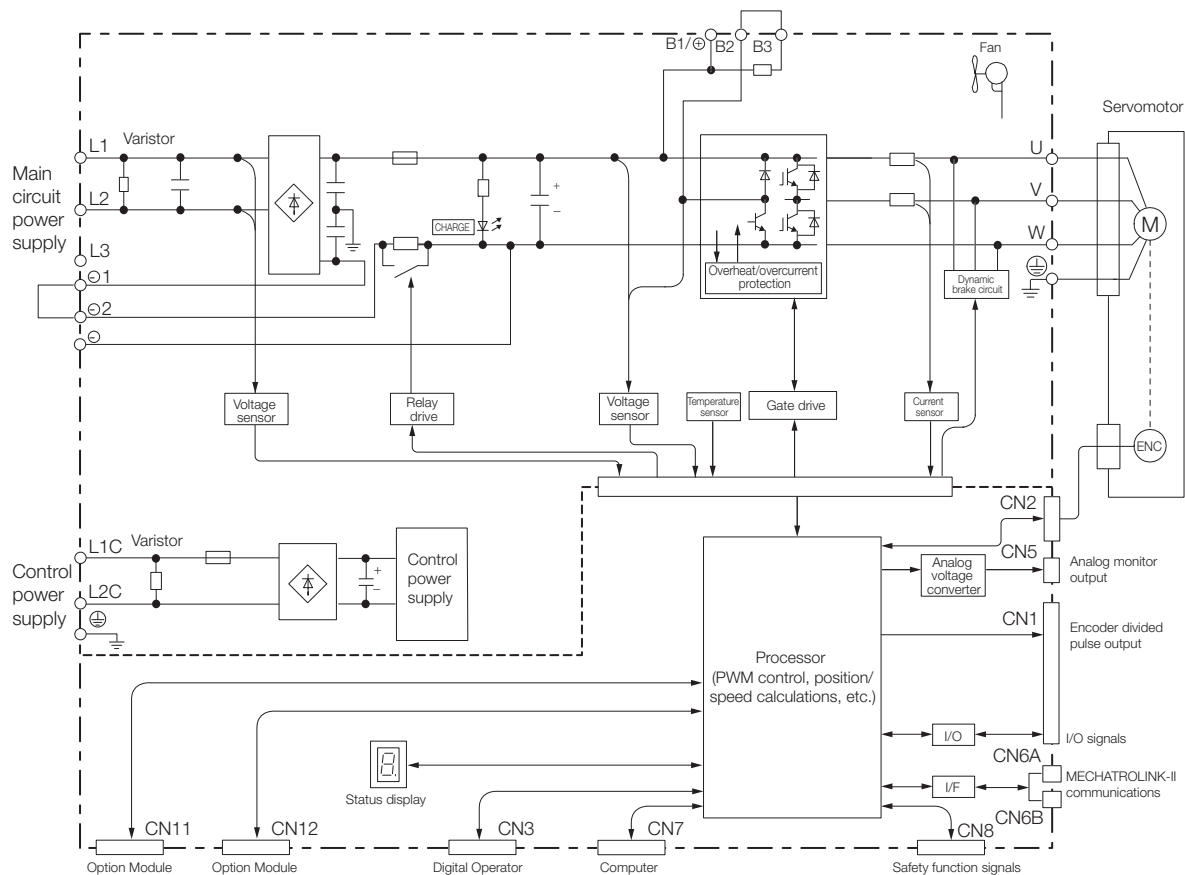 B1/⊕ B2 B3
Fan
Servomotor
Main
circuit
power
supply
L1
Varistor
L2
L3
⊖1
⊖2
⊖
CHARGE
+
−
Overheat/overcurrent
protection
U
V
W
M
Dynamic
brake circuit
Voltage
sensor
Relay
drive
Voltage
sensor
Temperature
sensor
Gate drive
Current
sensor
ENC
Control
power
supply
L1C
Varistor
L2C
+
−
Control
power
supply
CN2
CN5
Analog
voltage
converter
Analog monitor
output
CN1
Encoder divided
pulse output
Processor
(PWM control, position/
speed calculations, etc.)
I/O
I/O signals
CN6A
I/F
MECHATROLINK-II
communications
CN6B
8.
Status display
CN11
Option Module
CN12
Option Module
CN3
Digital Operator
CN7
Computer
CN8
Safety function signals